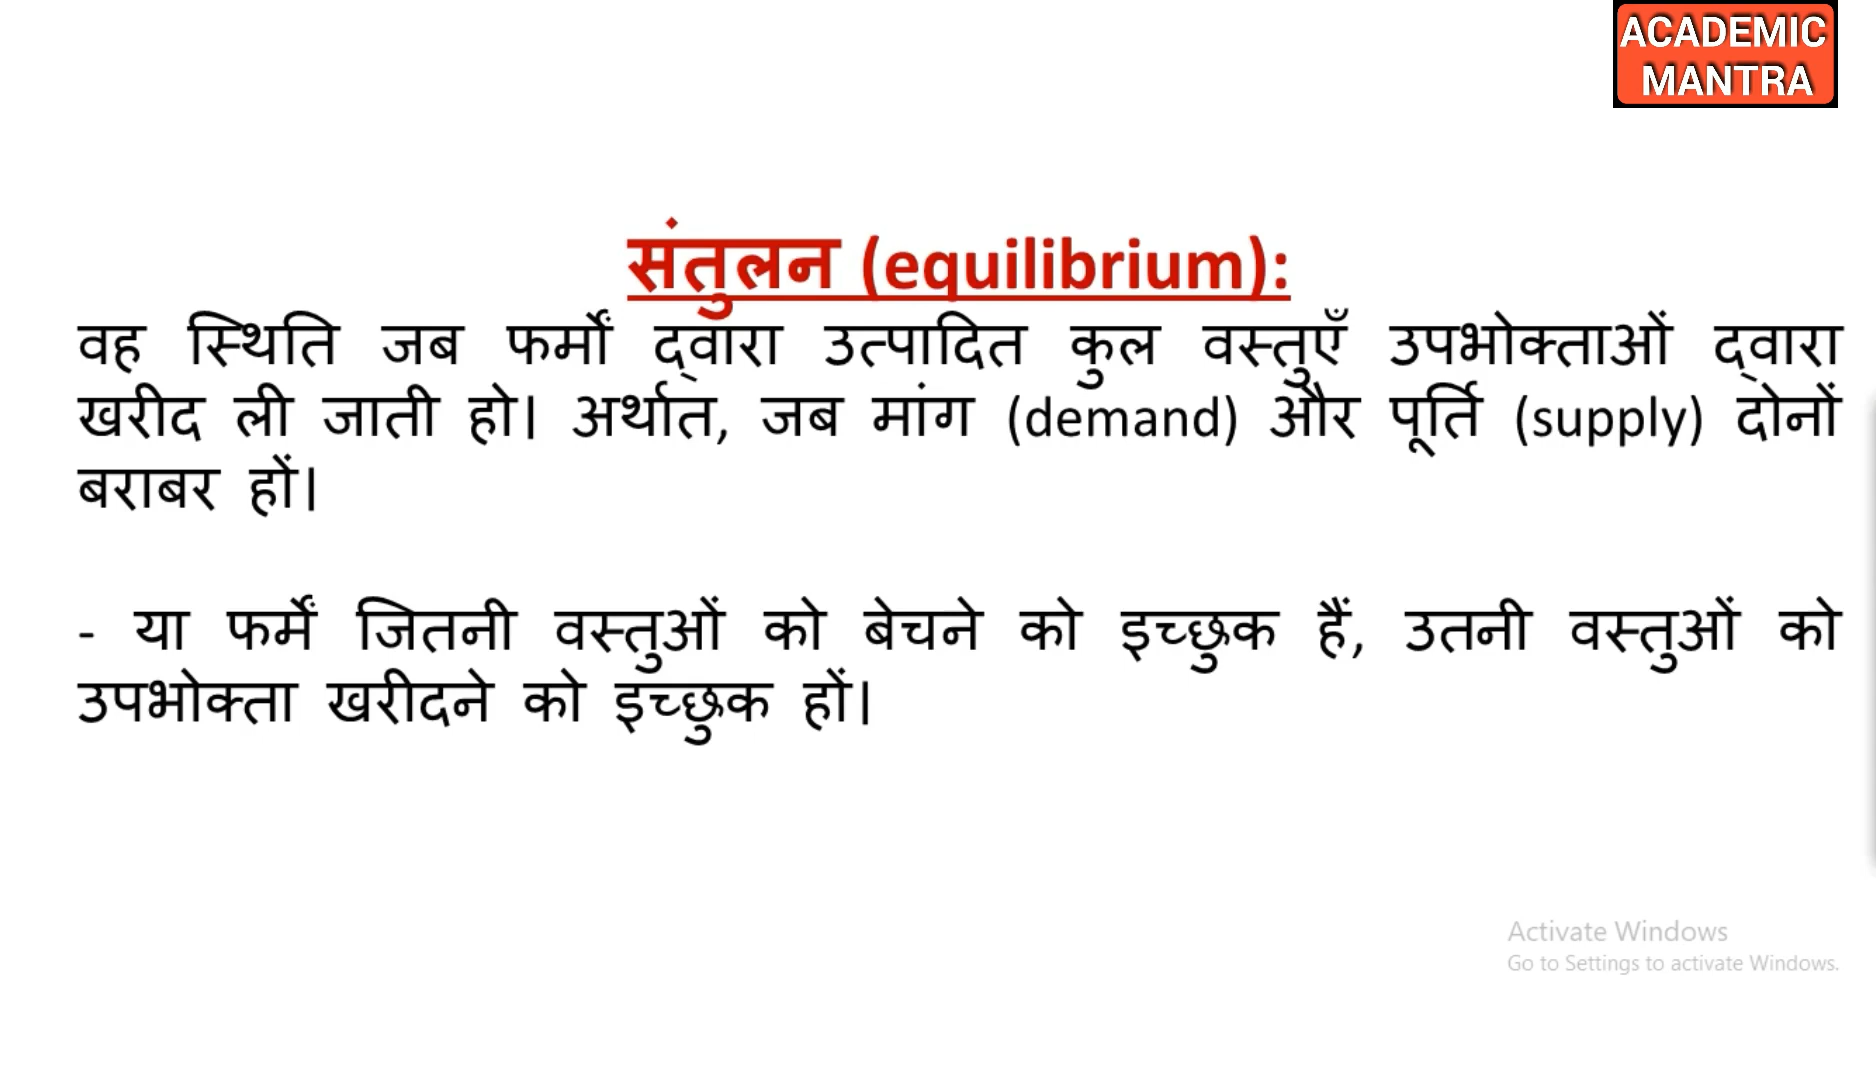 ACADEMIC
MANTRA
संतुलन (equilibrium):
वह स्थिति जब फर्मों द्वारा उत्पादित कुल वस्तुएँ उपभोक्ताओं द्वारा
खरीद ली जाती हो। अर्थात, जब मांग (demand) और पूर्ति (supply) दोनों
बराबर हों।
- या फर्में जितनी वस्तुओं को बेचने को इच्छुक हैं, उतनी वस्तुओं को
उपभोक्ता खरीदने को इच्छुक हों।
Activate Windows
Go to Settings to activate Windows.